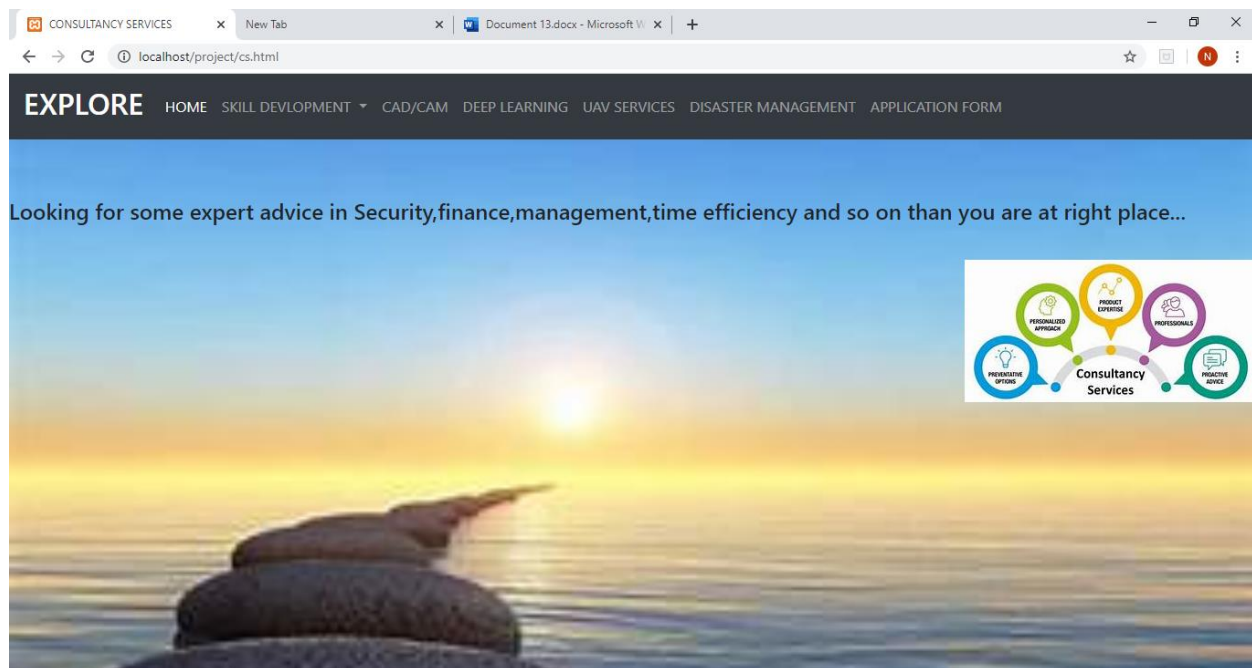 CONSULTANCY SERVICES
New Tab
Document 13.docx - Microsoft W
localhost/project/cs.html
N
EXPLORE HOME SKILL DEVLOPMENT CAD/CAM DEEP LEARNING UAV SERVICES DISASTER MANAGEMENT APPLICATION FORM
Looking for some expert advice in Security,finance,management,time efficiency and so on than you are at right place...
PRODUCT
EXPERTISE
PERSONALIZED
APPROACH
PROFESSIONALS
PREVENTATIVE
OPTIONS
Consultancy
Services
PROACTIVE
ADVICE